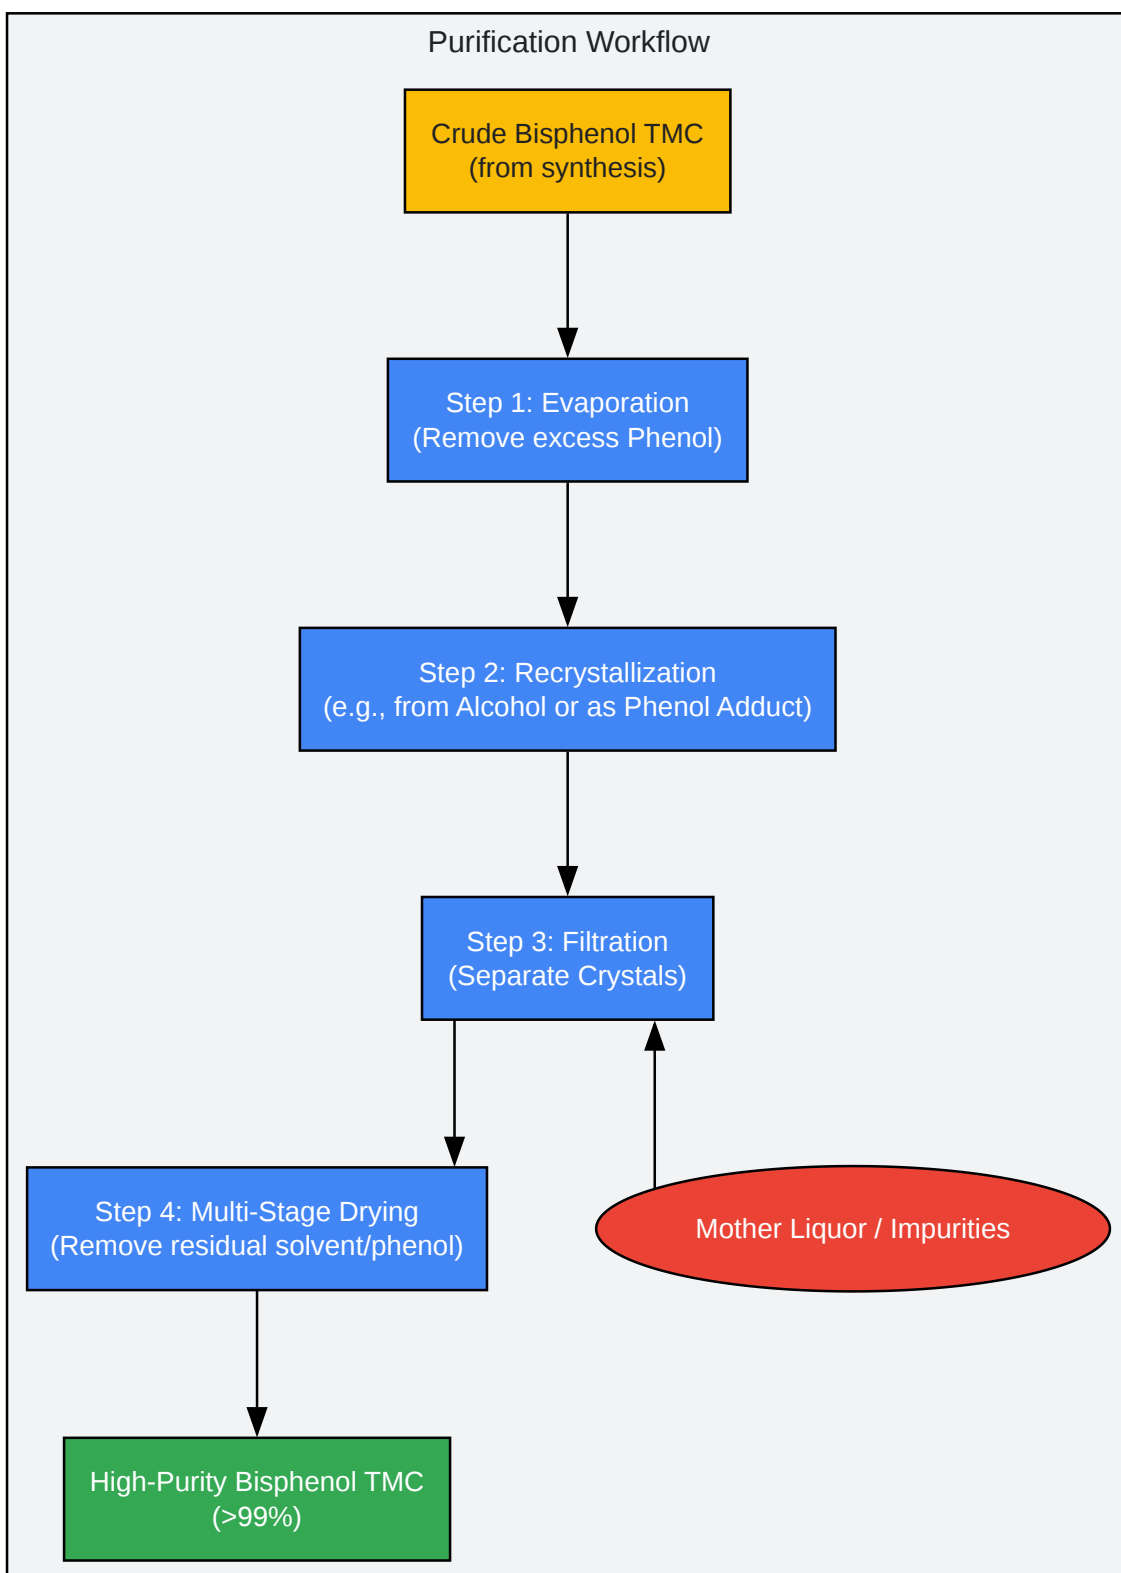 Purification Workflow
Crude Bisphenol TMC
(from synthesis)
Step 1: Evaporation
(Remove excess Phenol)
Step 2: Recrystallization
(e.g., from Alcohol or as Phenol Adduct)
Step 3: Filtration
(Separate Crystals)
Step 4: Multi-Stage Drying
(Remove residual solvent/phenol)
Mother Liquor / Impurities
High-Purity Bisphenol TMC
(>99%)